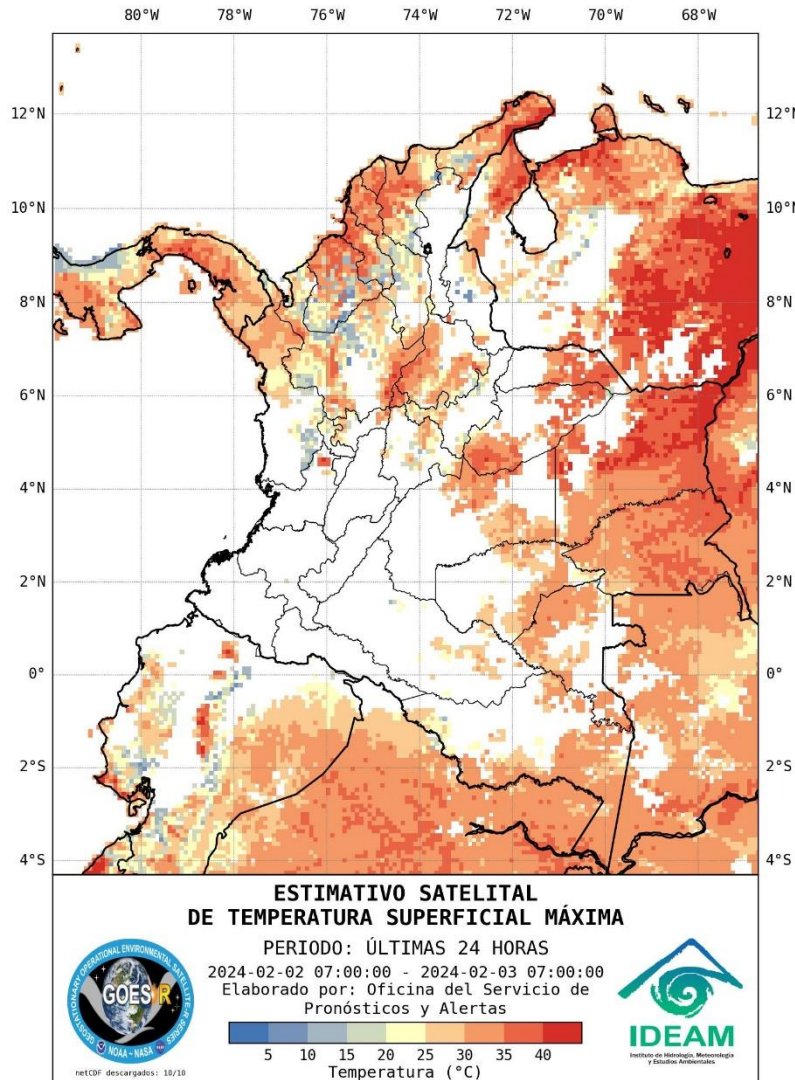 80°W 78°W 76°W 74°W 72°W 70°W 68°W
12°N 12°N
10°N 10°N
8°N 8°N
6°N 6°N
4°N 4°N
2°N 2°N
0° 0°
2°S 2°S
4°S 4°S
ESTIMATIVO SATELITAL
DE TEMPERATURA SUPERFICIAL MÁXIMA
PERIODO: ÚLTIMAS 24 HORAS
2024-02-02 07:00:00 - 2024-02-03 07:00:00
Elaborado por: Oficina del Servicio de
Pronósticos y Alertas
5 10 15 20 25 30 35 40
Temperatura (°C)
GEOSTATIONARY OPERATIONAL ENVIRONMENTAL SATELLITE-R SERIES
GOES R
NOAA - NASA
netCDF descargados: 10/10
IDEAM
Instituto de Hidrología, Meteorología
y Estudios Ambientales